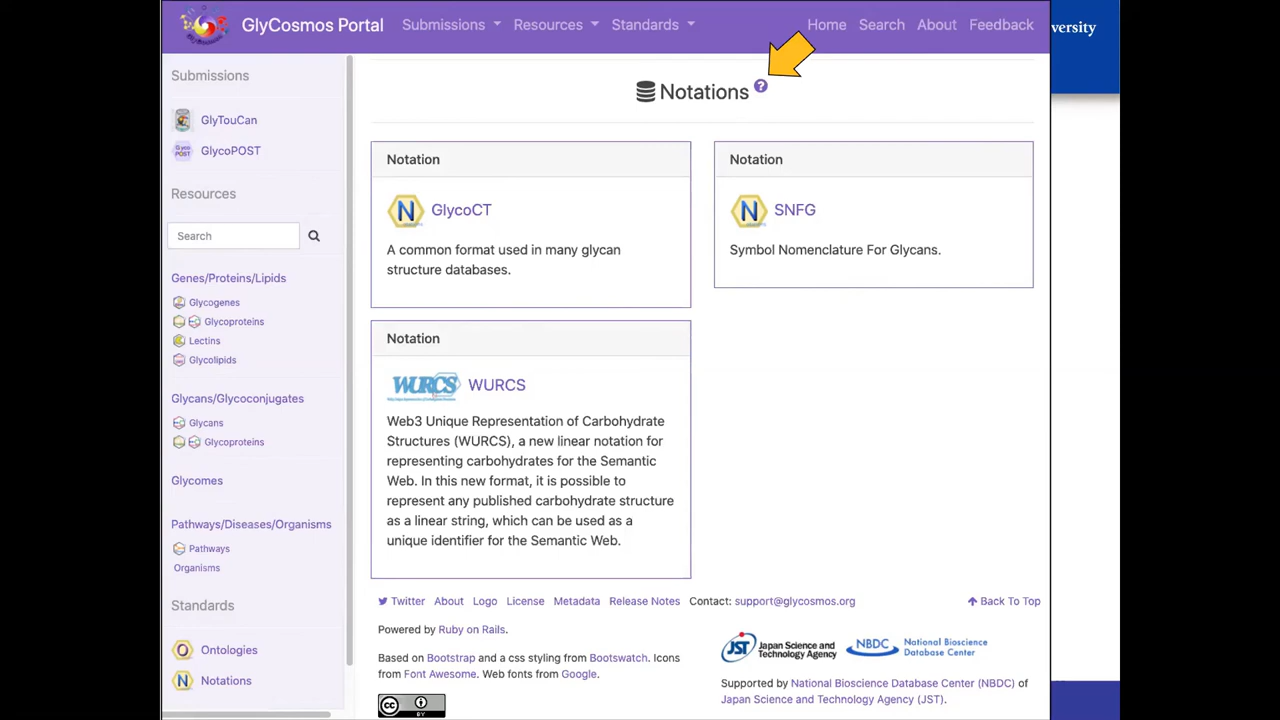 GlyCosmos Portal Submissions Resources Standards Home Search About Feedback
versity
Submissions
GlyTouCan
GlycoPOST
Resources
Search
Genes/Proteins/Lipids
Glycogenes
Glycoproteins
Lectins
Glycolipids
Glycans/Glycoconjugates
Glycans
Glycoproteins
Glycomes
Pathways/Diseases/Organisms
Pathways
Organisms
Standards
Ontologies
Notations
Notations ?
Notation
GlycoCT
A common format used in many glycan
structure databases.
Notation
SNFG
Symbol Nomenclature For Glycans.
Notation
WURCS WURCS
Web3 Unique Representation of Carbohydrate
Structures (WURCS), a new linear notation for
representing carbohydrates for the Semantic
Web. In this new format, it is possible to
represent any published carbohydrate structure
as a linear string, which can be used as a
unique identifier for the Semantic Web.
Twitter About Logo License Metadata Release Notes Contact: support@glycosmos.org Back To Top
Powered by Ruby on Rails.
Based on Bootstrap and a css styling from Bootswatch. Icons
from Font Awesome. Web fonts from Google.
cc BY
JST Japan Science and
Technology Agency
NBDC National Bioscience
Database Center
Supported by National Bioscience Database Center (NBDC) of
Japan Science and Technology Agency (JST).